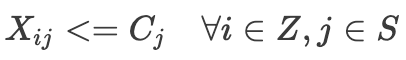 $X_{ij} <= C_j \quad \forall i \in Z, j \in S$